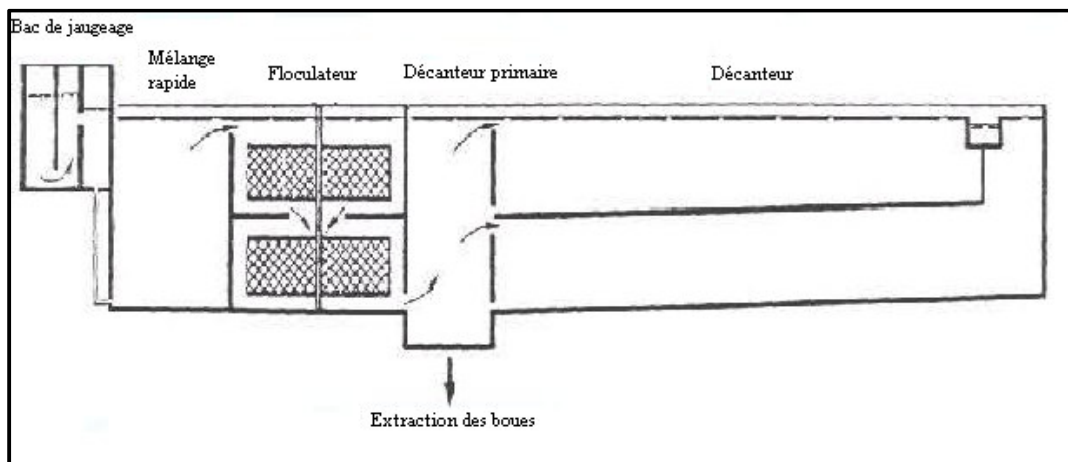 Bac de jaugeage
Mélange
rapide
Floculateur
Décanteur primaire
Décanteur
Extraction des boues